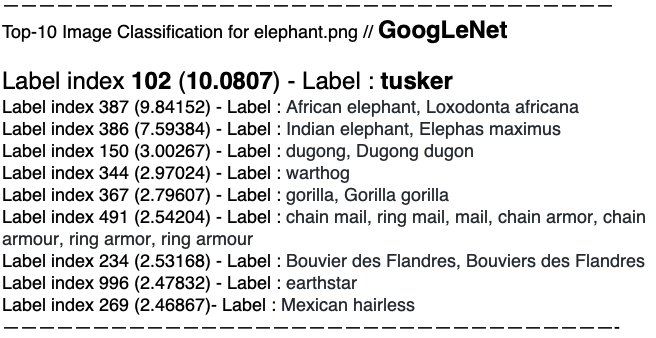 ———————————————————————————
Top-10 Image Classification for elephant.png // GoogLeNet
Label index 102 (10.0807) - Label : tusker
Label index 387 (9.84152) - Label : African elephant, Loxodonta africana
Label index 386 (7.59384) - Label : Indian elephant, Elephas maximus
Label index 150 (3.00267) - Label : dugong, Dugong dugon
Label index 344 (2.97024) - Label : warthog
Label index 367 (2.79607) - Label : gorilla, Gorilla gorilla
Label index 491 (2.54204) - Label : chain mail, ring mail, mail, chain armor, chain
armour, ring armor, ring armour
Label index 234 (2.53168) - Label : Bouvier des Flandres, Bouviers des Flandres
Label index 996 (2.47832) - Label : earthstar
Label index 269 (2.46867)- Label : Mexican hairless
———————————————————————————-